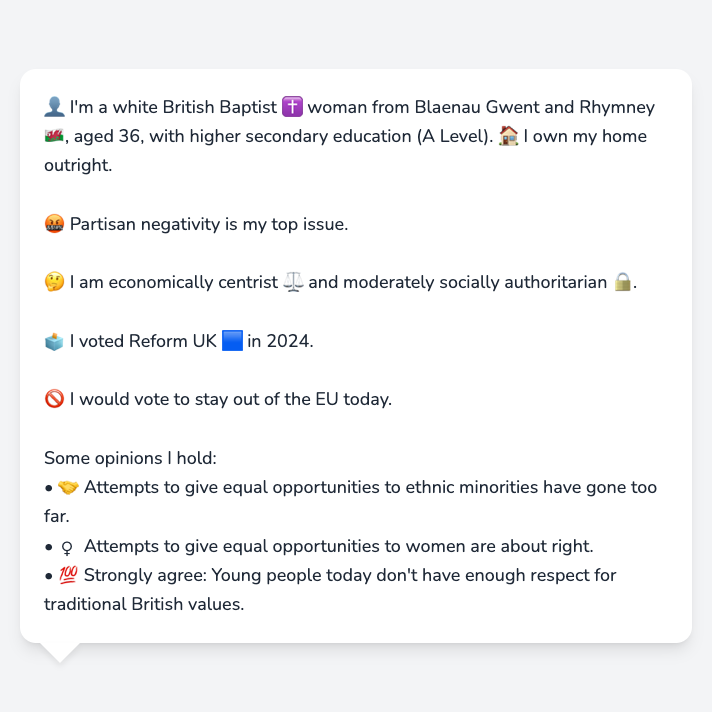 👤 I'm a white British Baptist ✝️ woman from Blaenau Gwent and Rhymney
🏴󠁧󠁢󠁷󠁬󠁳󠁿, aged 36, with higher secondary education (A Level). 🏠 I own my home
outright.
🤬 Partisan negativity is my top issue.
🤔 I am economically centrist ⚖️ and moderately socially authoritarian 🔒.
🗳️ I voted Reform UK 🟦 in 2024.
🚫 I would vote to stay out of the EU today.
Some opinions I hold:
• 🤝 Attempts to give equal opportunities to ethnic minorities have gone too
far.
• ♀ Attempts to give equal opportunities to women are about right.
• 💯 Strongly agree: Young people today don't have enough respect for
traditional British values.